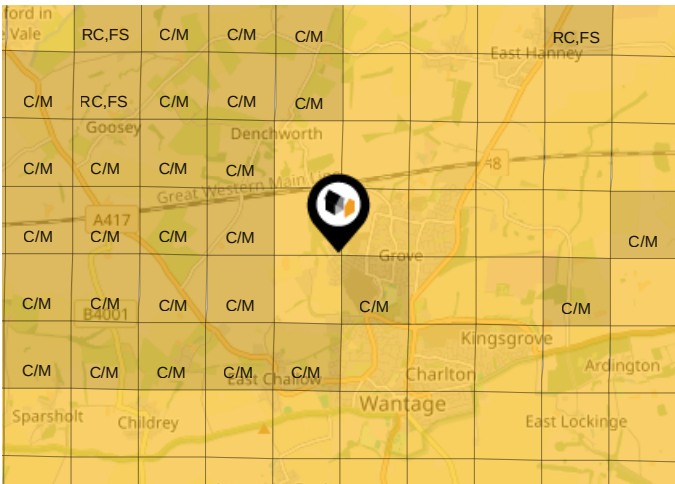 ford in
Vale
RC,FS C/M C/M C/M RC,FS
East Hanney
C/M RC,FS C/M C/M C/M
Goosey Denchworth
C/M C/M C/M C/M
Great Western Main Line
A417
C/M C/M C/M C/M C/M
Grove
C/M C/M C/M C/M C/M C/M
B4001
Kingsgrove
C/M C/M C/M C/M C/M
East Challow Charlton Ardington
Wantage
Sparsholt Childrey East Lockinge